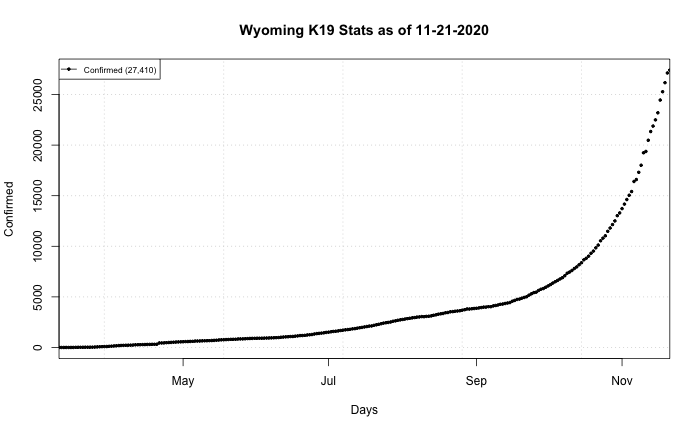 Wyoming K19 Stats as of 11-21-2020
Confirmed (27,410)
Confirmed
25000
20000
15000
10000
5000
0
May
Jul
Sep
Nov
Days